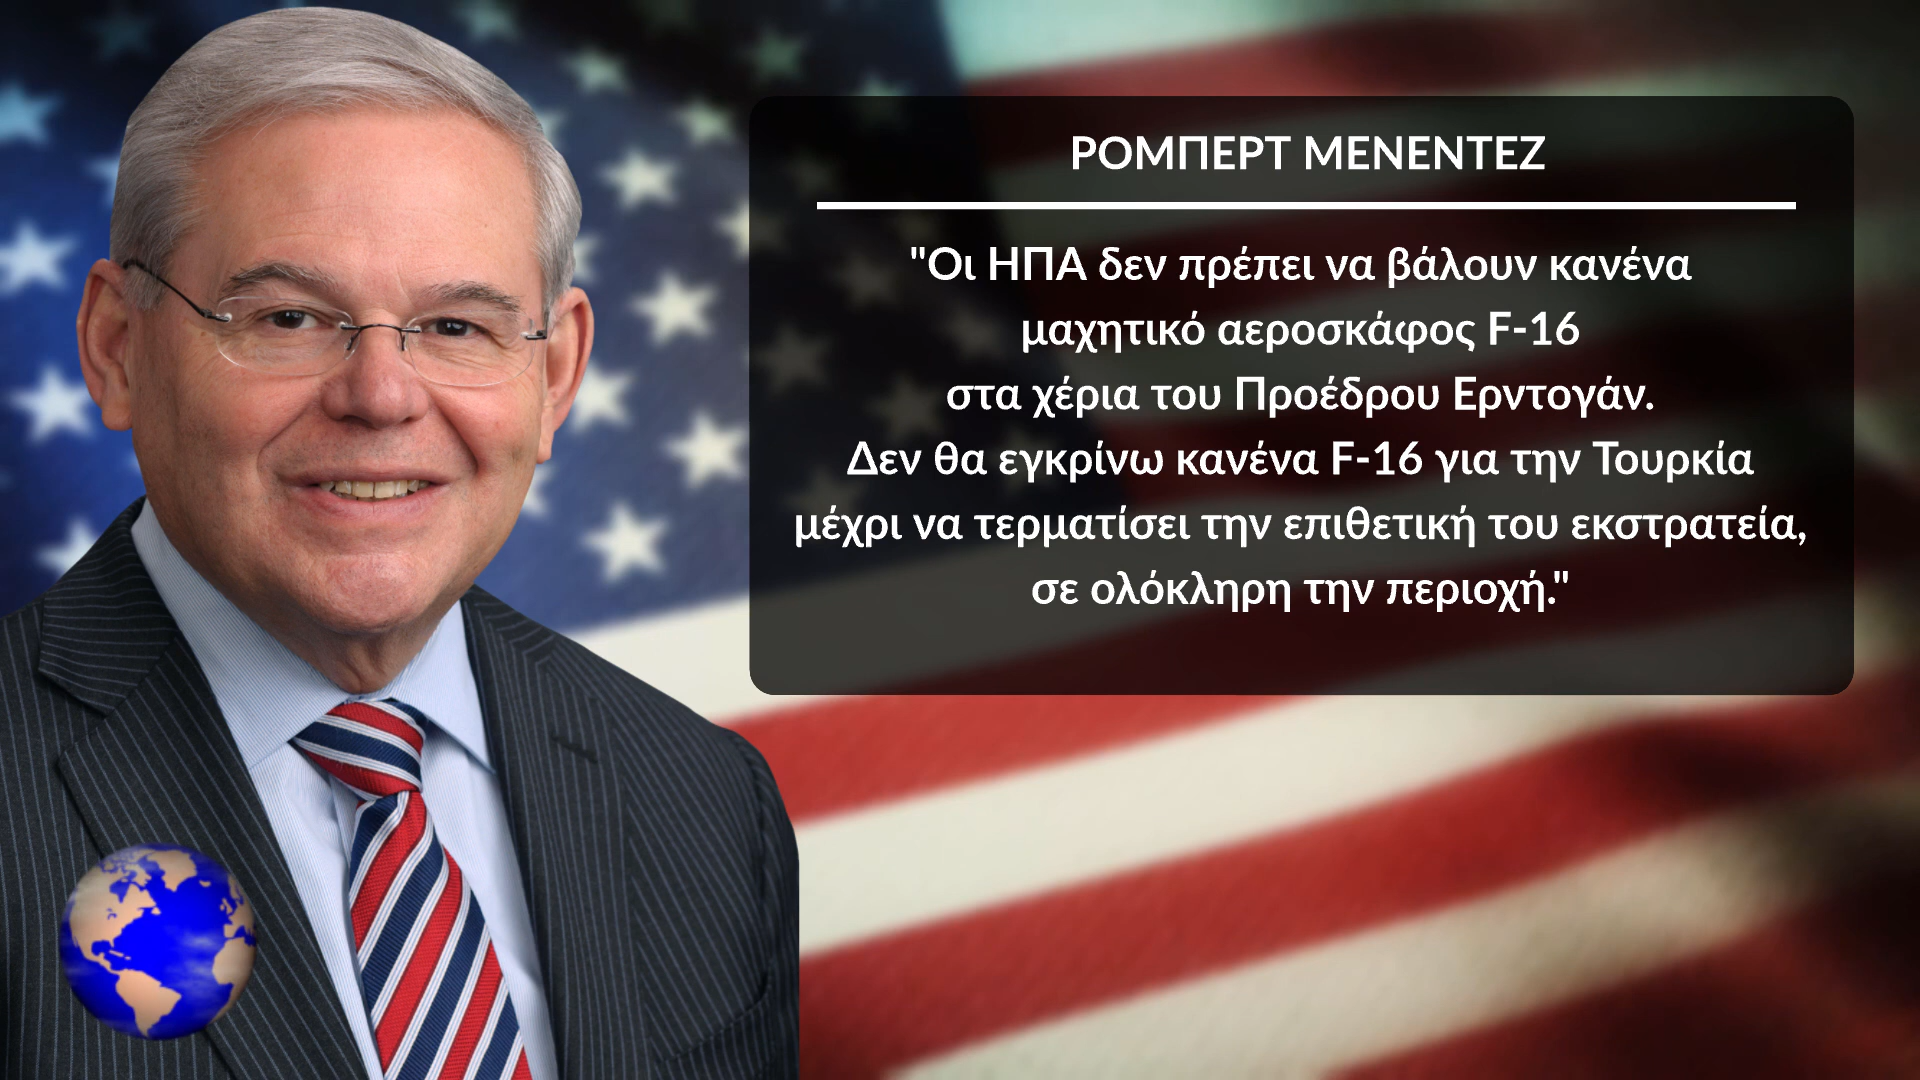 ΡΟΜΠΕΡΤ ΜΕΝΕΝΤΕΖ
"Οι ΗΠΑ δεν πρέπει να βάλουν κανένα
μαχητικό αεροσκάφος F-16
στα χέρια του Προέδρου Ερντογάν.
Δεν θα εγκρίνω κανένα F-16 για την Τουρκία
μέχρι να τερματίσει την επιθετική του εκστρατεία,
σε ολόκληρη την περιοχή."